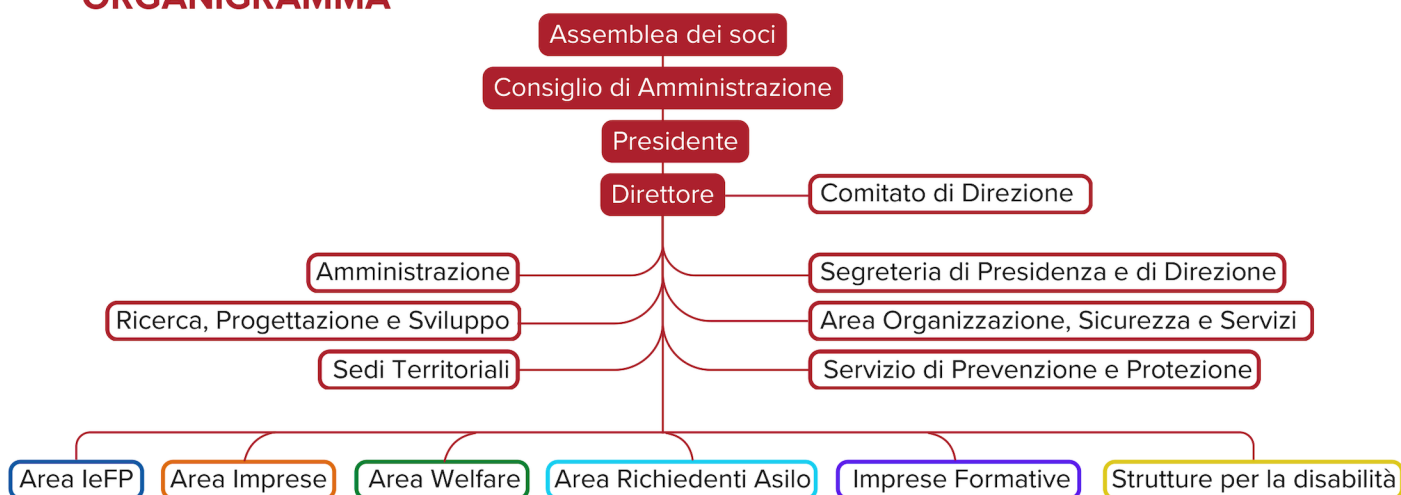 ORGANIGRAMMA
Assemblea dei soci
Consiglio di Amministrazione
Presidente
Direttore
Comitato di Direzione
Amministrazione
Segreteria di Presidenza e di Direzione
Ricerca, Progettazione e Sviluppo
Area Organizzazione, Sicurezza e Servizi
Sedi Territoriali
Servizio di Prevenzione e Protezione
Area IeFP
Area Imprese
Area Welfare
Area Richiedenti Asilo
Imprese Formative
Strutture per la disabilità